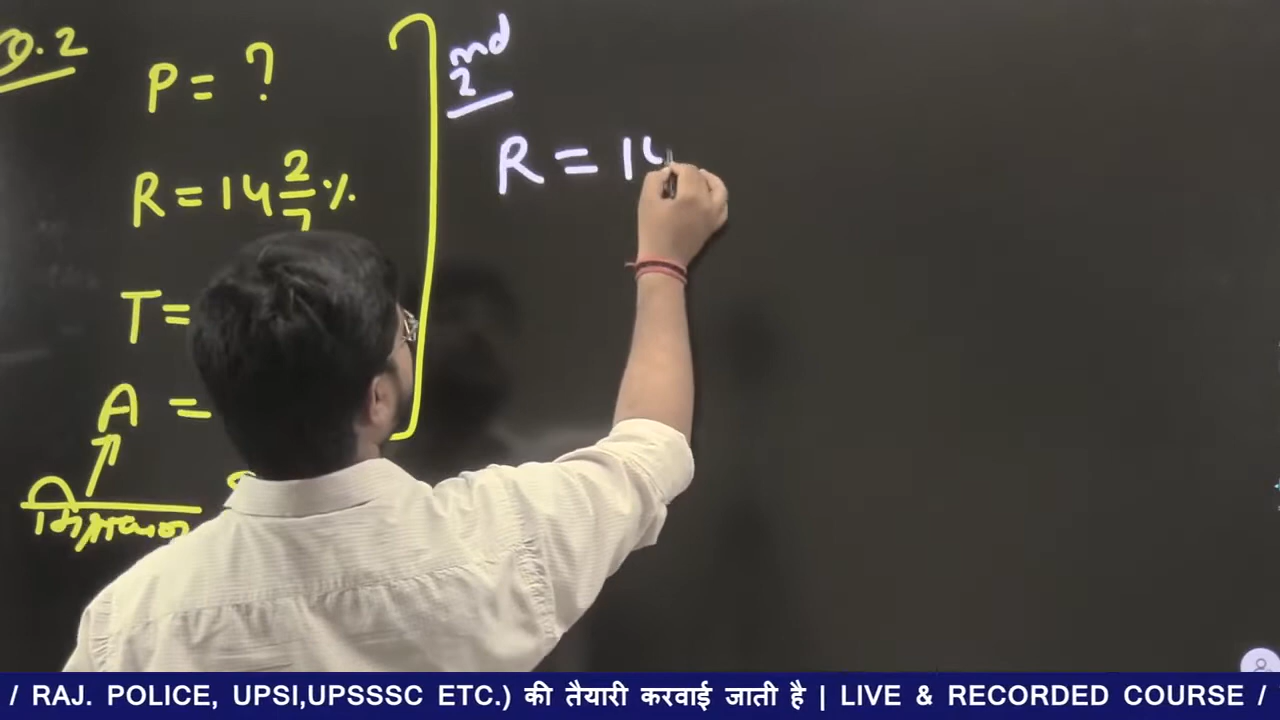 Q.2
P = ?
R = 14 2/7 %
T =
A =
मिश्रधन
2nd
R = 14
/ RAJ. POLICE, UPSI,UPSSSC ETC.) की तैयारी करवाई जाती है | LIVE & RECORDED COURSE /